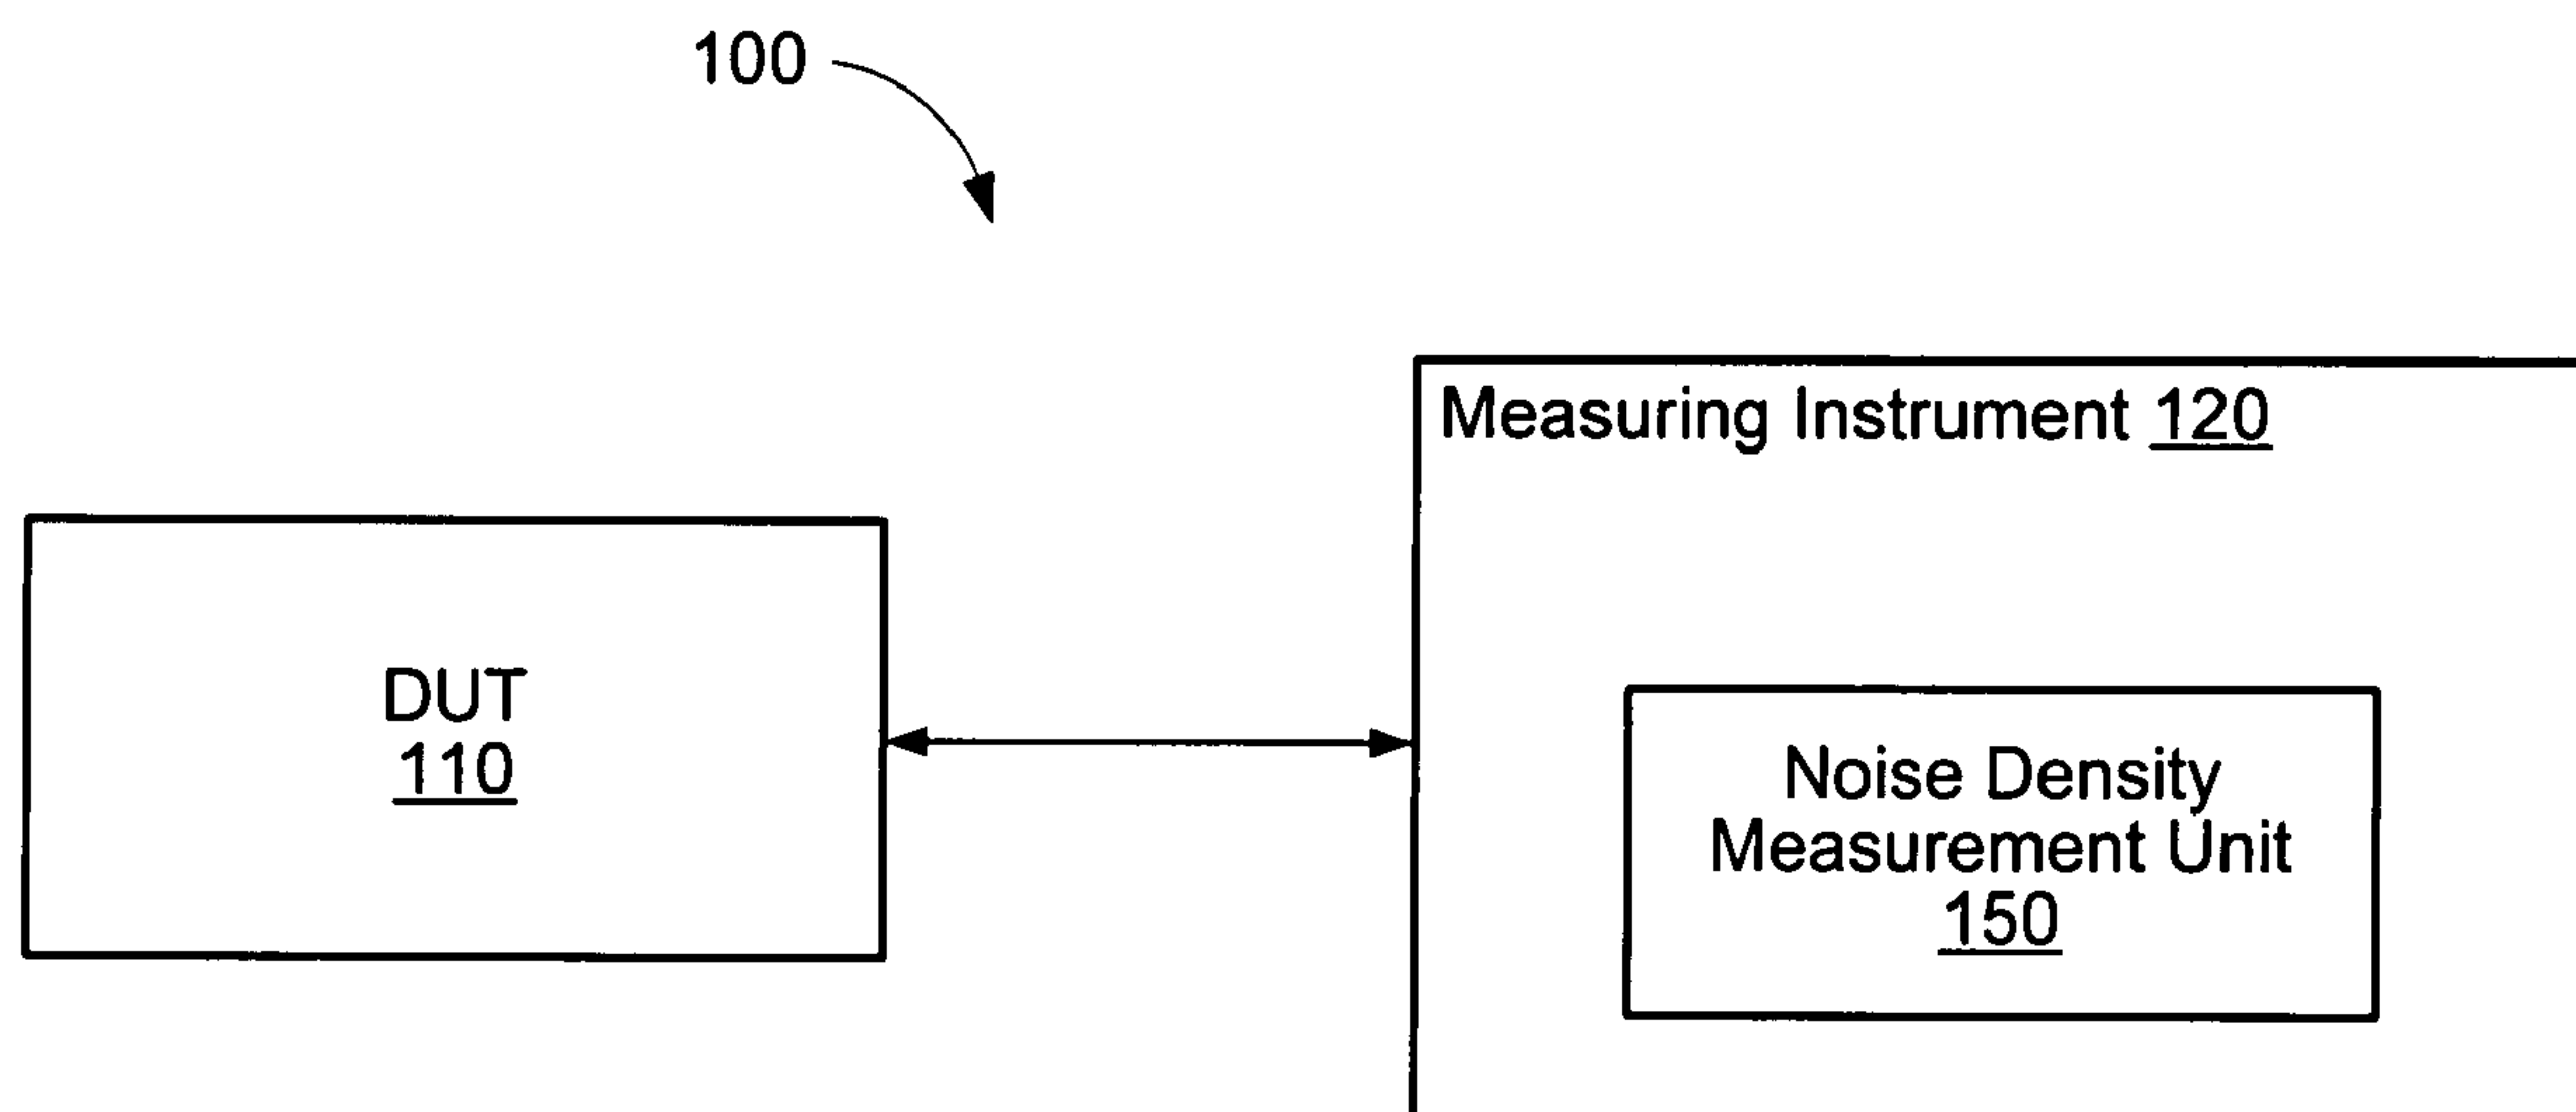 100
Measuring Instrument 120
DUT
110
Noise Density
Measurement Unit
150